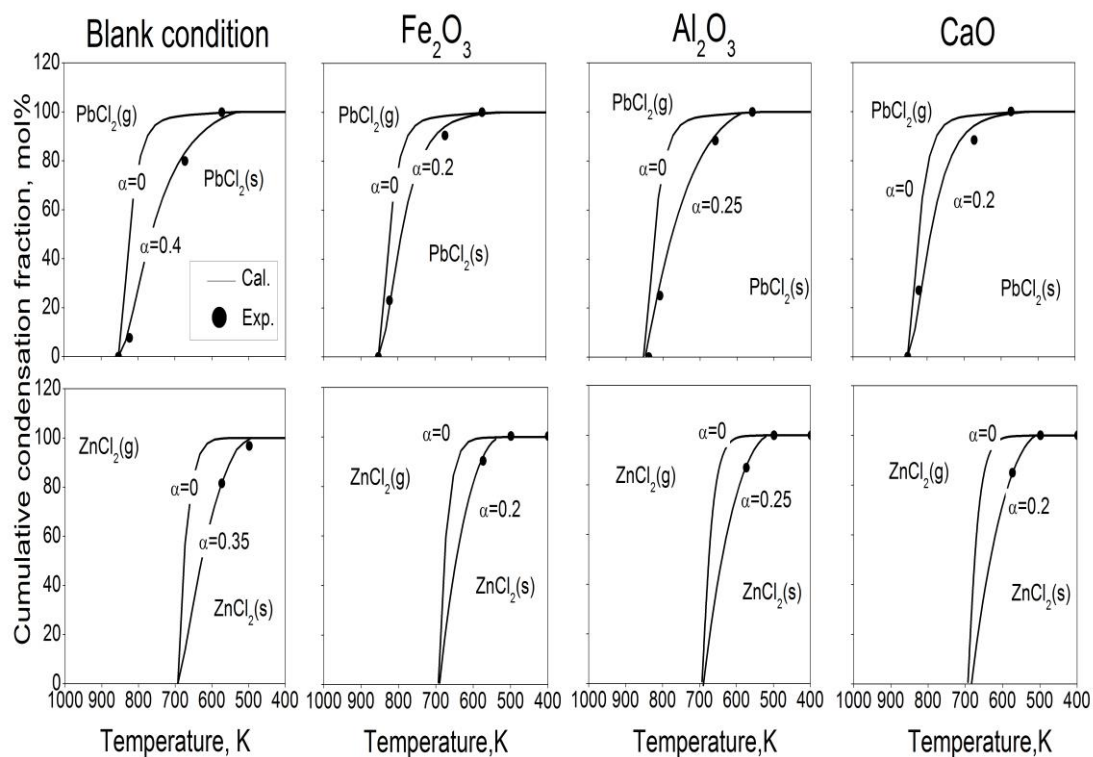 Blank condition
Fe₂O₃
Al₂O₃
CaO
Cumulative condensation fraction, mol%
120
100
80
60
40
20
0
PbCl₂(g)
α=0
α=0.4
PbCl₂(s)
Cal.
Exp.
PbCl₂(g)
α=0
α=0.2
PbCl₂(s)
PbCl₂(g)
α=0
α=0.25
PbCl₂(s)
PbCl₂(g)
α=0
α=0.2
PbCl₂(s)
120
100
80
60
40
20
0
ZnCl₂(g)
α=0
α=0.35
ZnCl₂(s)
α=0
ZnCl₂(g)
α=0.2
ZnCl₂(s)
α=0
ZnCl₂(g)
α=0.25
ZnCl₂(s)
α=0
ZnCl₂(g)
α=0.2
ZnCl₂(s)
1000 900 800 700 600 500 400
1000 900 800 700 600 500 400
1000 900 800 700 600 500 400
1000 900 800 700 600 500 400
Temperature, K
Temperature,K
Temperature,K
Temperature,K